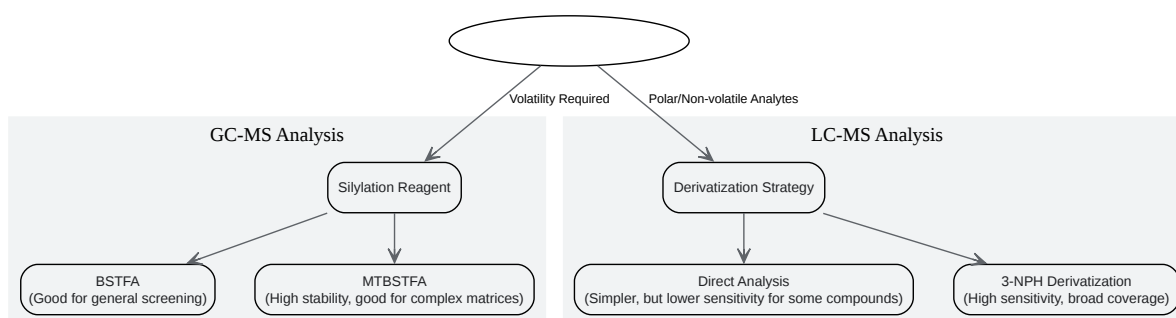 Volatility Required
Polar/Non-volatile Analytes
GC-MS Analysis
LC-MS Analysis
Silylation Reagent
Derivatization Strategy
BSTFA
(Good for general screening)
MTBSTFA
(High stability, good for complex matrices)
Direct Analysis
(Simpler, but lower sensitivity for some compounds)
3-NPH Derivatization
(High sensitivity, broad coverage)